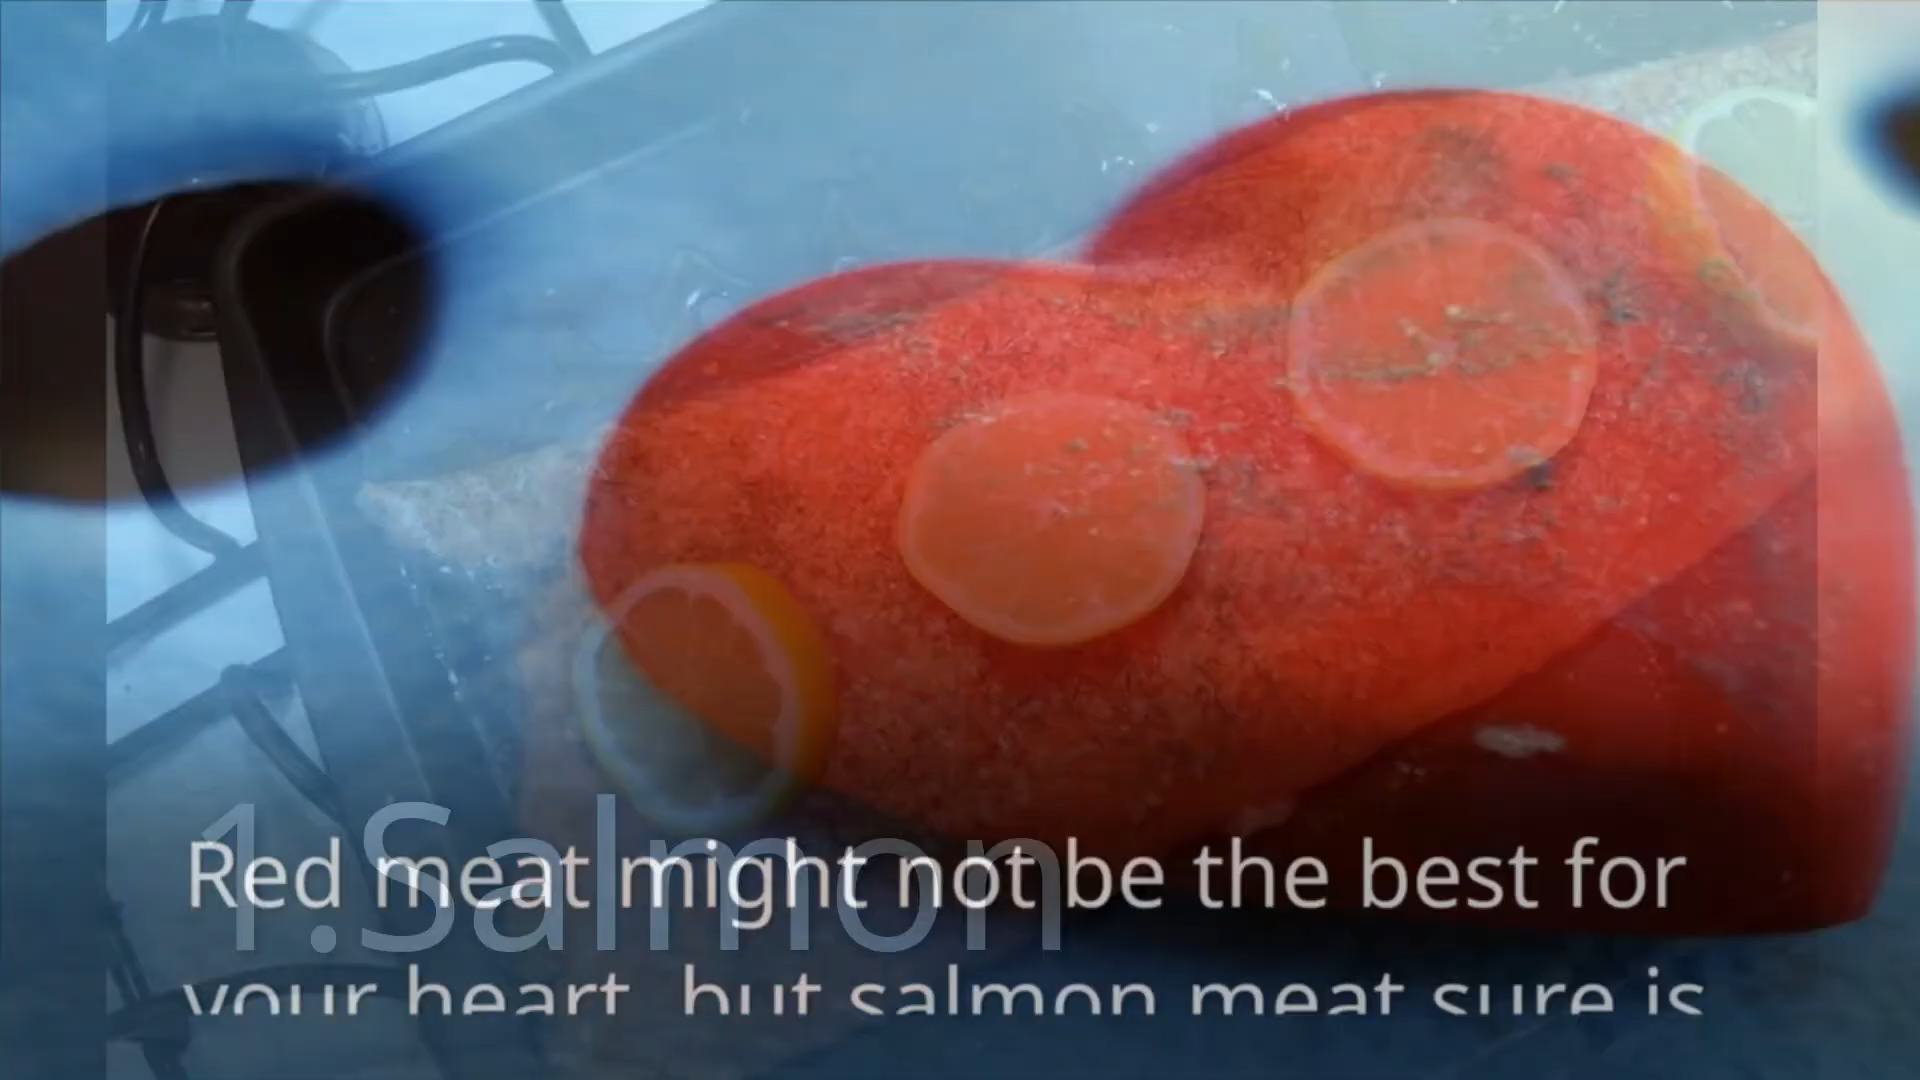 1.Salmon
Red meat might not be the best for
your heart, but salmon meat sure is